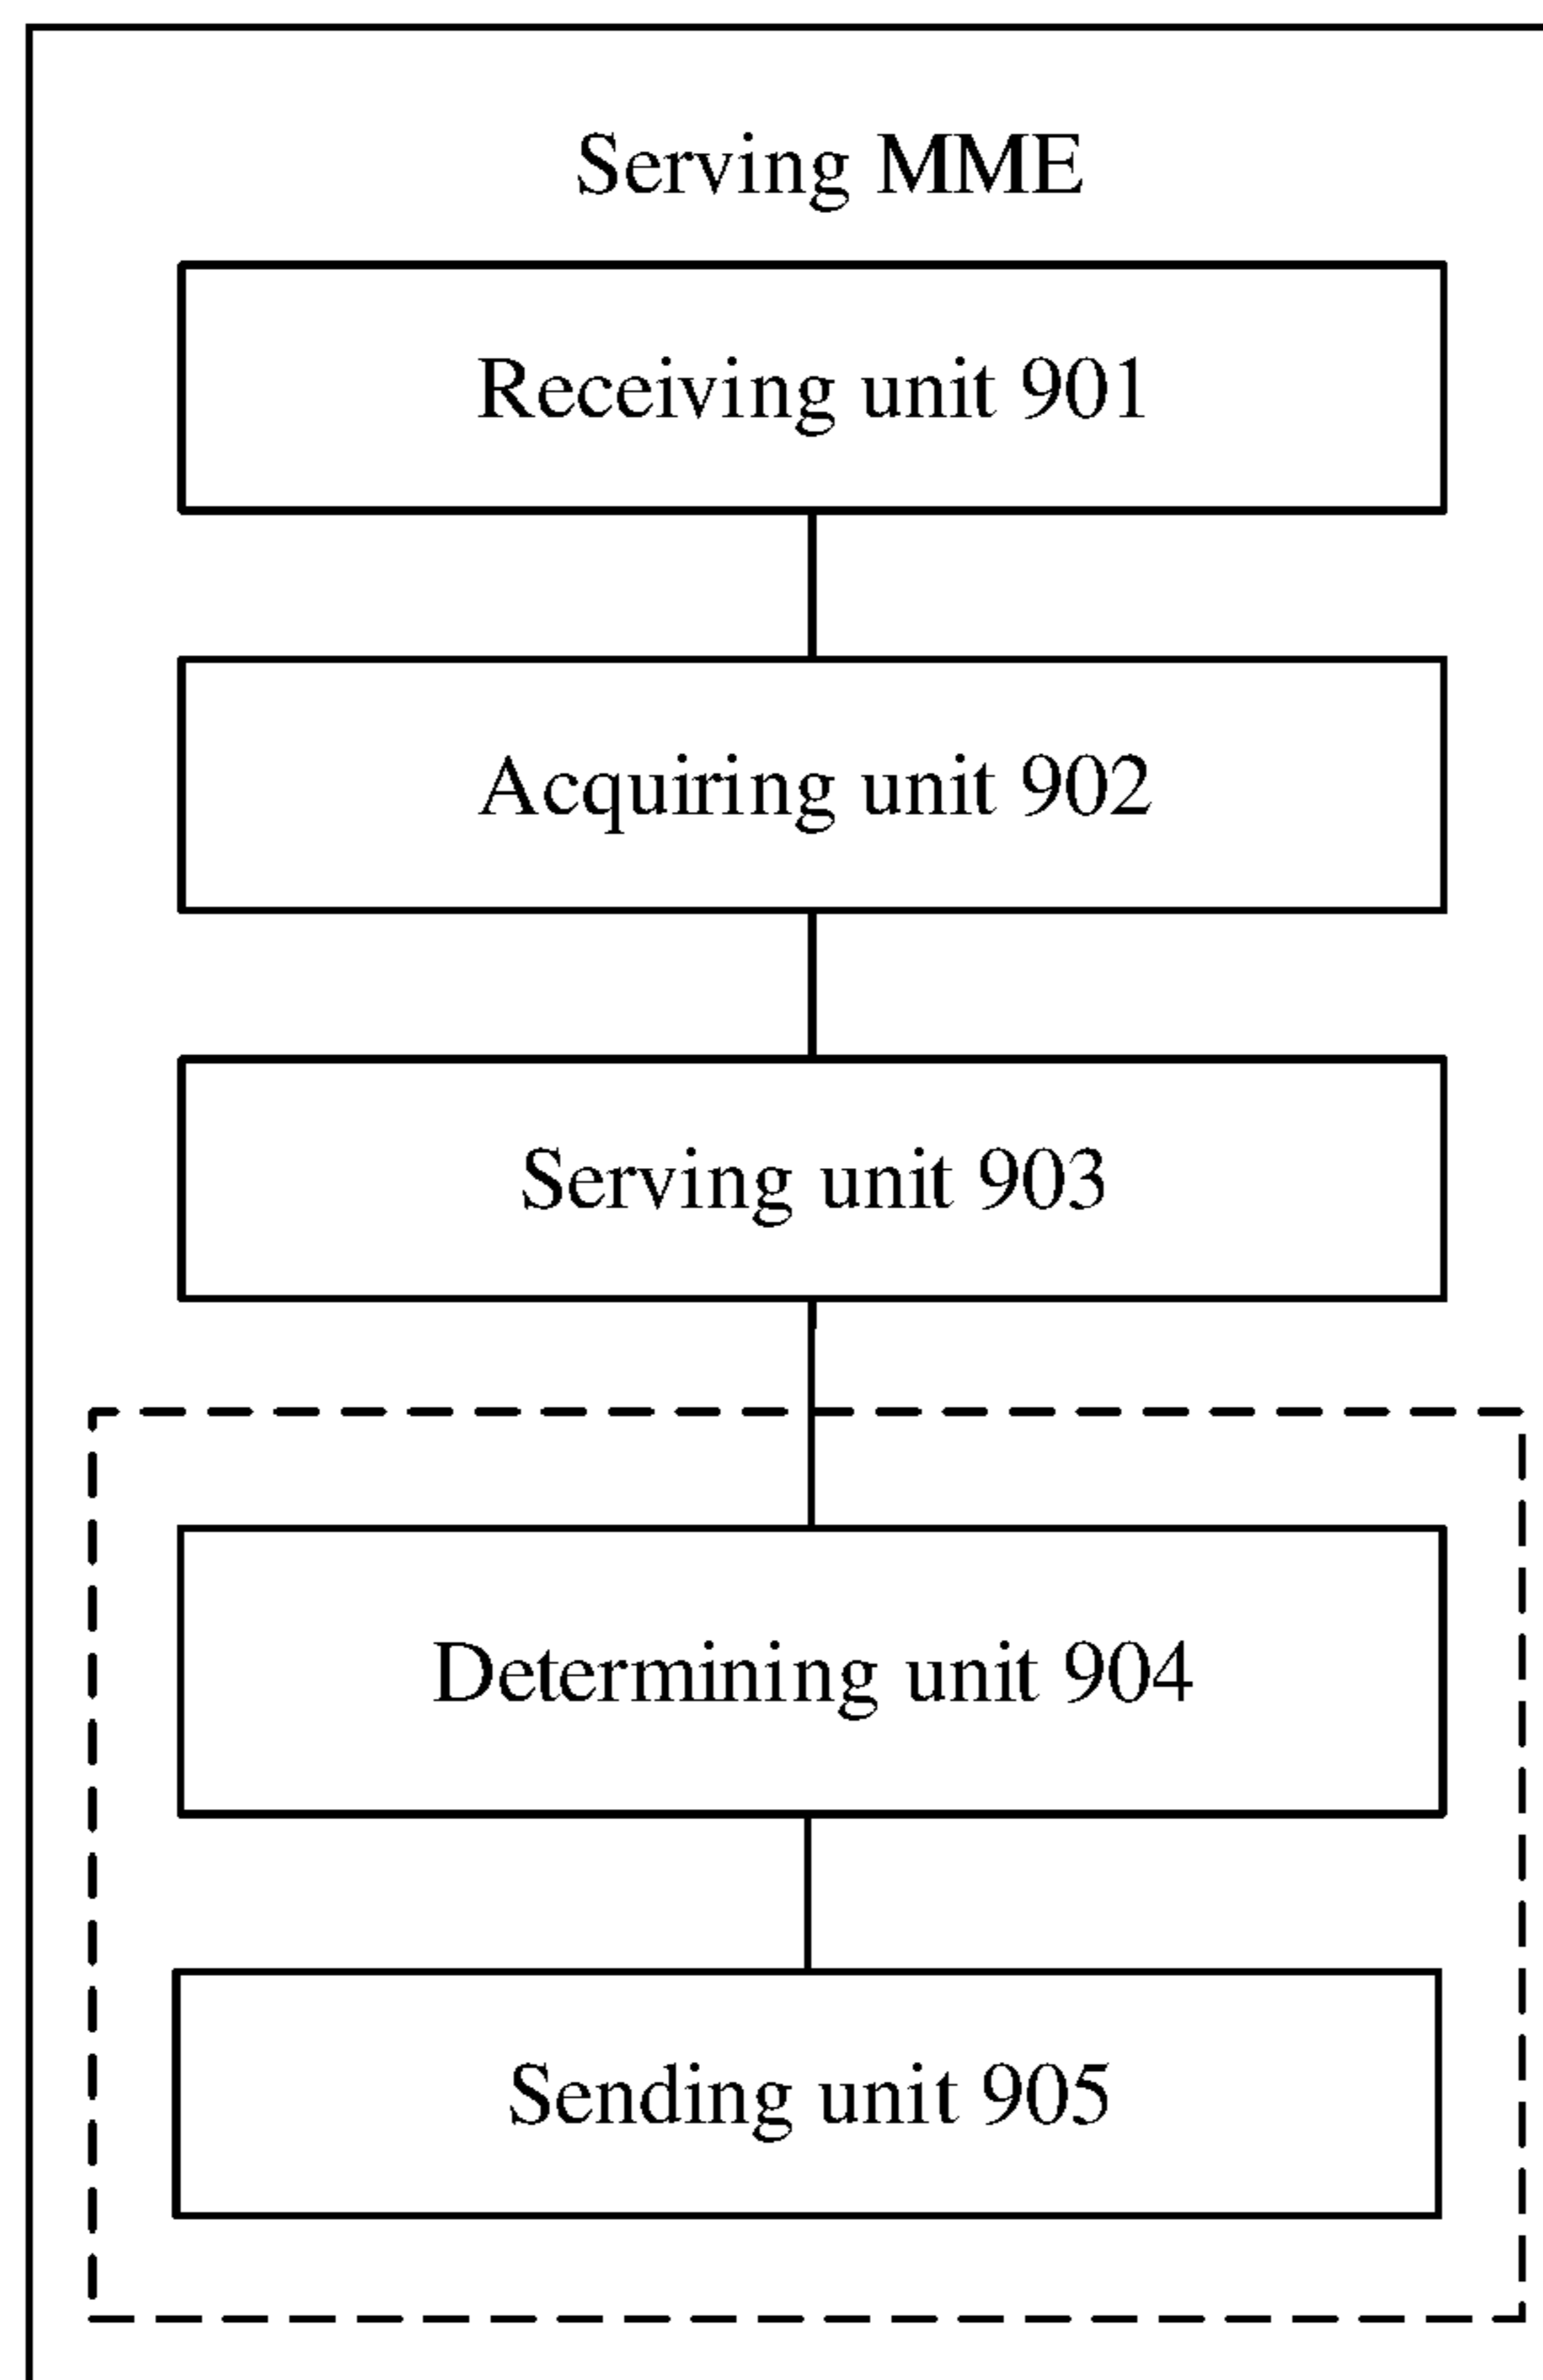 Serving MME
Receiving unit 901
Acquiring unit 902
Serving unit 903
Determining unit 904
Sending unit 905